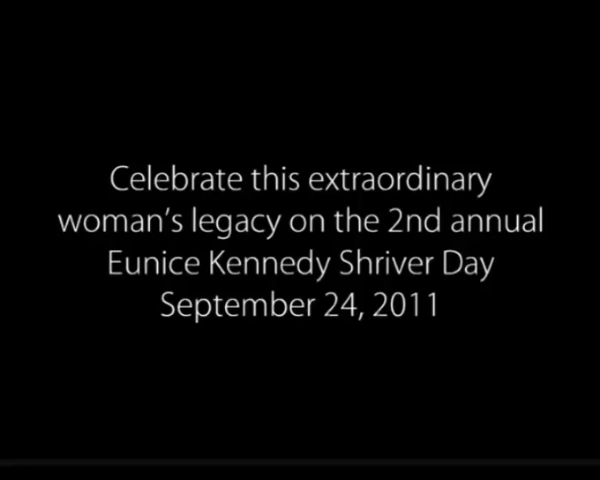 Celebrate this extraordinary
woman's legacy on the 2nd annual
Eunice Kennedy Shriver Day
September 24, 2011